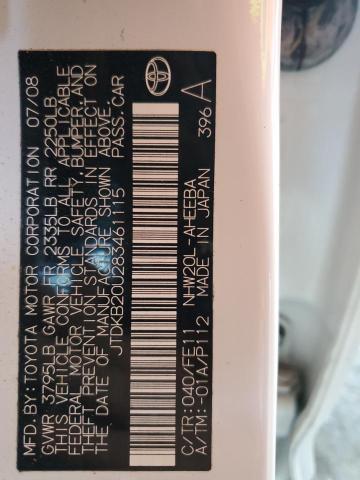 MFD.BY:TOYOTA MOTOR CORPORATION 07/08
GVWR 3795LB GAWR FR 2335LB RR 2250LB
THIS VEHICLE CONFORMS TO ALL APPLICABLE
FEDERAL MOTOR VEHICLE SAFETY, BUMPER, AND
THEFT PREVENTION STANDARDS IN EFFECT ON
THE DATE OF MANUFACTURE SHOWN ABOVE.
JTDKB20U283461115 PASS.CAR
C/TR:040/FE11 NHW20L-AHEEBA
A/TM:-01A/P112 MADE IN JAPAN 396 A